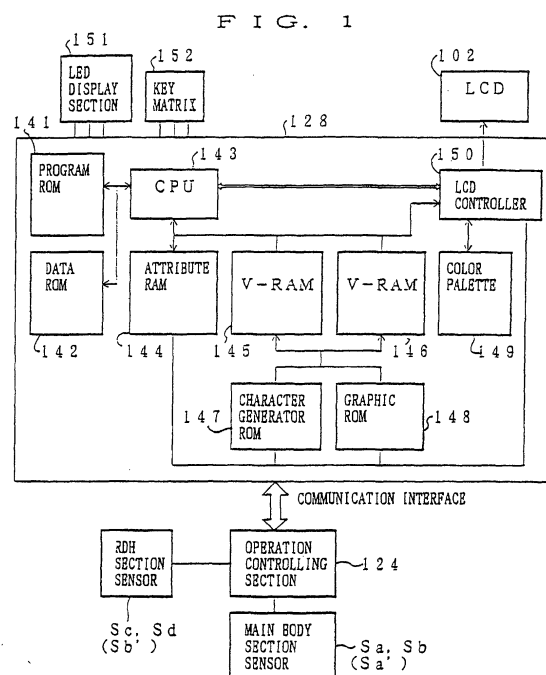 FIG. 1
151
LED
DISPLAY
SECTION
152
KEY
MATRIX
102
LCD
128
141
PROGRAM
ROM
143
CPU
150
LCD
CONTROLLER
DATA
ROM
142
ATTRIBUTE
RAM
144
V-RAM
145
V-RAM
146
COLOR
PALETTE
149
147
CHARACTER
GENERATOR
ROM
GRAPHIC
ROM
148
COMMUNICATION INTERFACE
RDH
SECTION
SENSOR
Sc, Sd
(Sb')
OPERATION
CONTROLLING
SECTION
124
MAIN BODY
SECTION
SENSOR
Sa, Sb
(Sa')